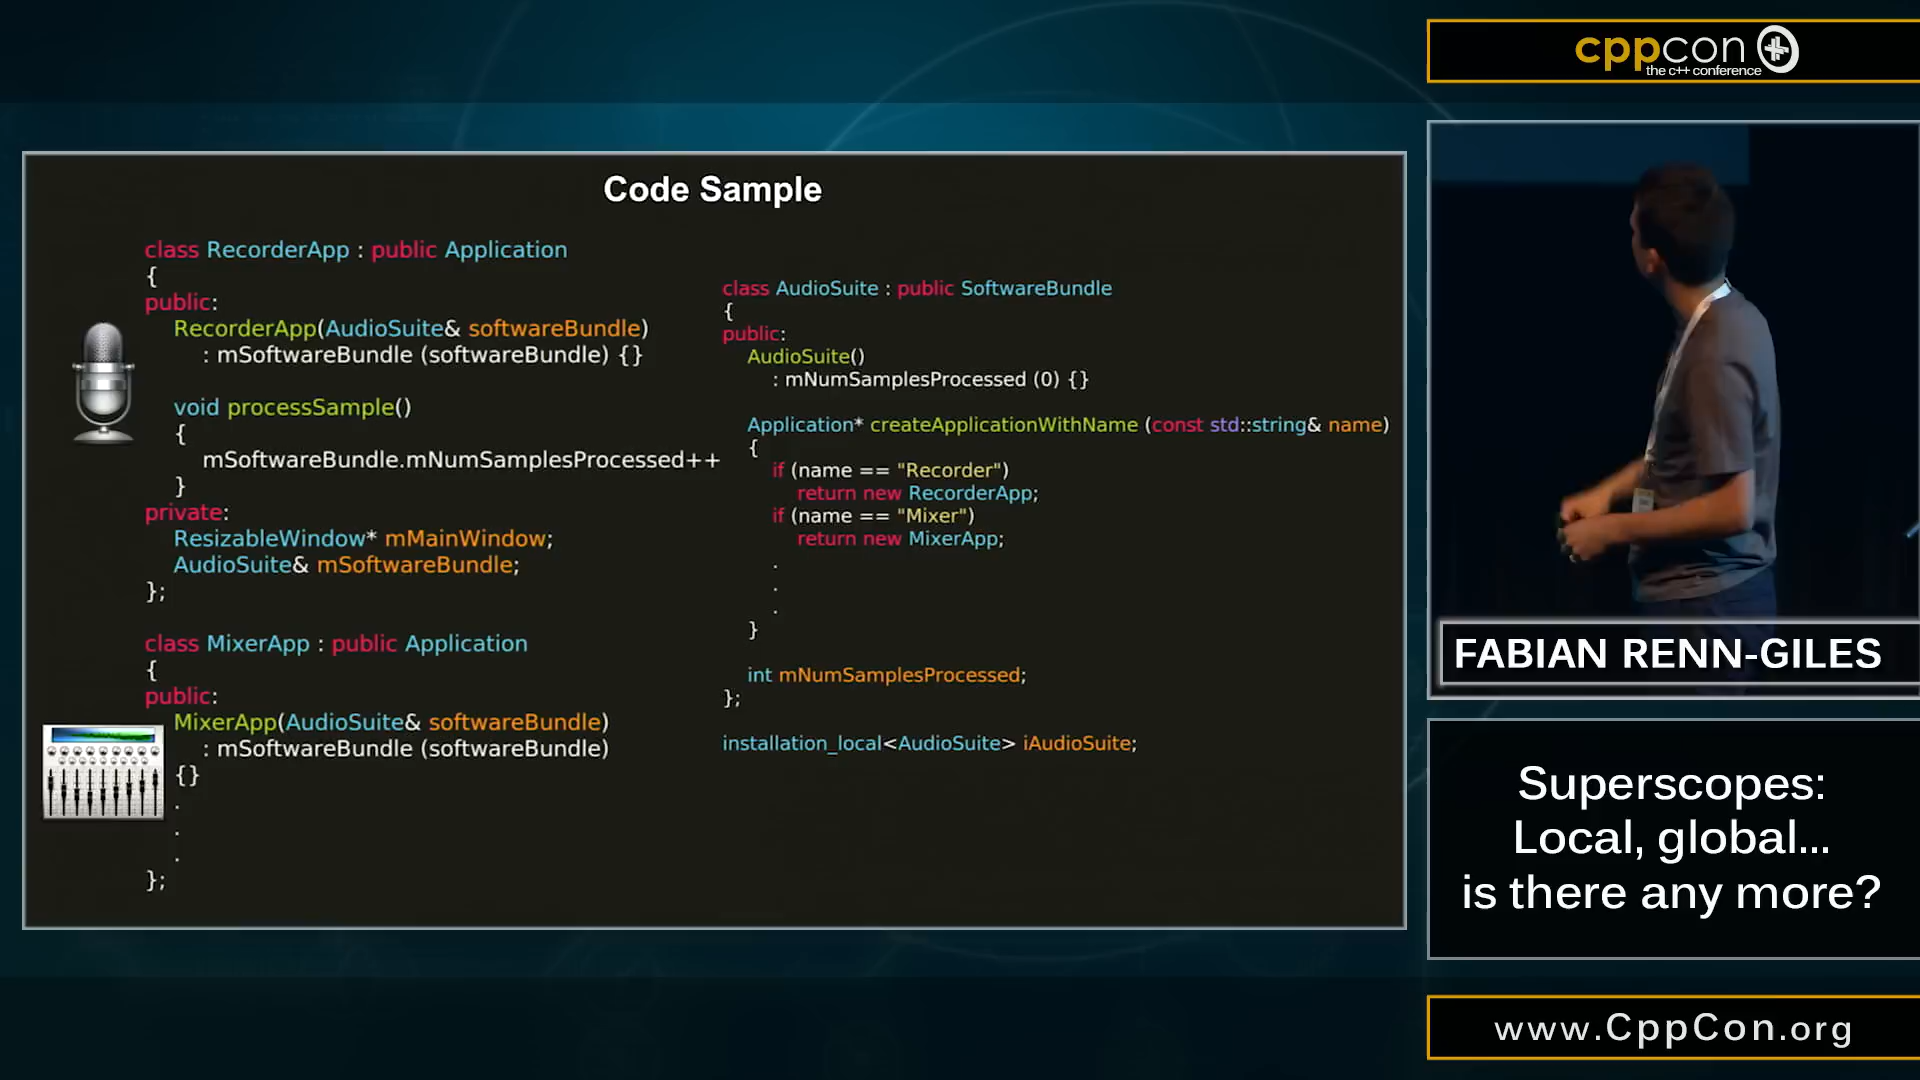 cppcon
the c++ conference
Code Sample
class RecorderApp : public Application
{
public:
RecorderApp(AudioSuite& softwareBundle)
: mSoftwareBundle (softwareBundle) {}
void processSample()
{
mSoftwareBundle.mNumSamplesProcessed++
}
private:
ResizableWindow* mMainWindow;
AudioSuite& mSoftwareBundle;
};
class MixerApp : public Application
{
public:
MixerApp(AudioSuite& softwareBundle)
: mSoftwareBundle (softwareBundle)
{}
.
.
.
};
class AudioSuite : public SoftwareBundle
{
public:
AudioSuite()
: mNumSamplesProcessed (0) {}
Application* createApplicationWithName (const std::string& name)
{
if (name == "Recorder")
return new RecorderApp;
if (name == "Mixer")
return new MixerApp;
.
.
.
}
int mNumSamplesProcessed;
};
installation_local<AudioSuite> iAudioSuite;
FABIAN RENN-GILES
Superscopes:
Local, global...
is there any more?
www.CppCon.org